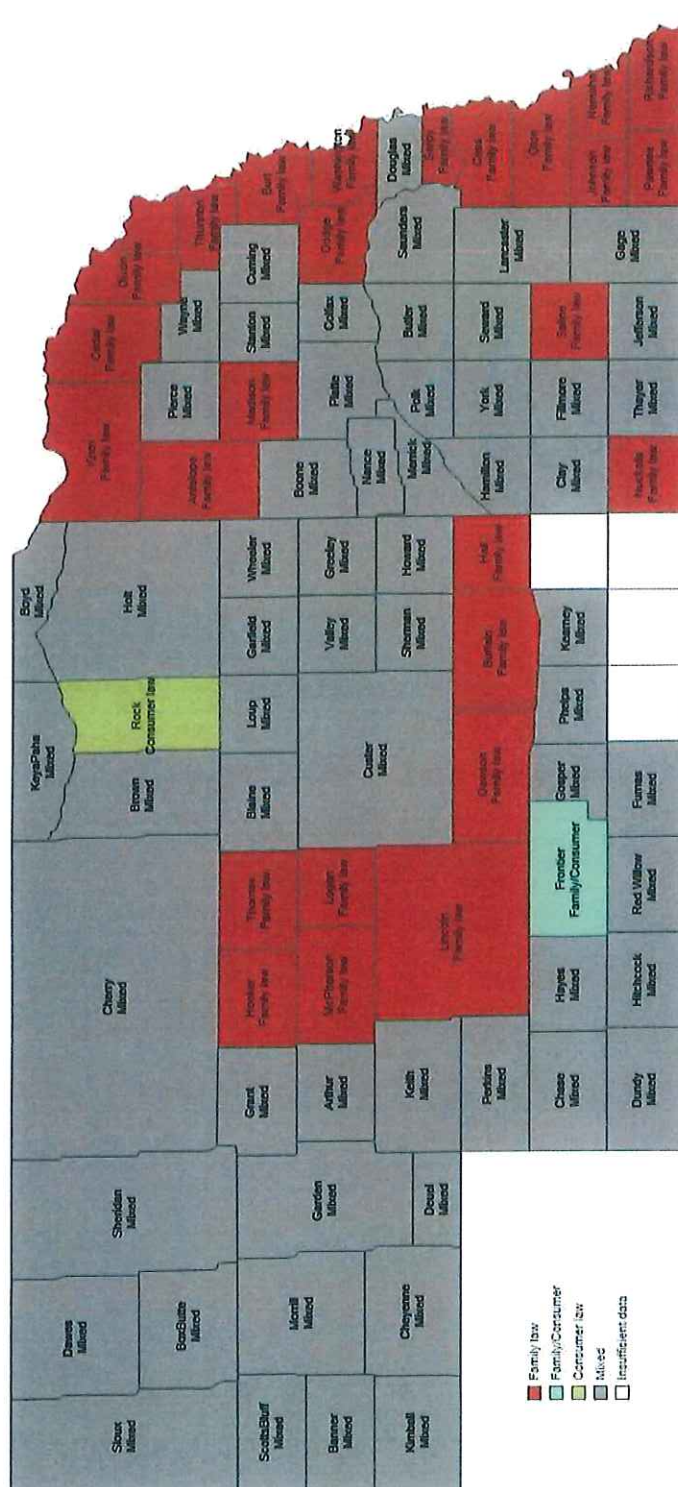 Sioux
Mixed
Dawes
Mixed
BoxButte
Mixed
Sheridan
Mixed
ScottsBluff
Mixed
Banner
Mixed
Kimball
Mixed
Morrill
Mixed
Cheyenne
Mixed
Garden
Mixed
Deuel
Mixed
Cherry
Mixed
Grant
Mixed
Hooker
Family law
Thomas
Family law
Arthur
Mixed
McPherson
Family law
Logan
Family law
Keith
Mixed
Perkins
Mixed
Lincoln
Family law
Chase
Mixed
Hayes
Mixed
Frontier
Family/Consumer
Gosper
Mixed
Dundy
Mixed
Hitchcock
Mixed
Red Willow
Mixed
Furnas
Mixed
KeyaPaha
Mixed
Brown
Mixed
Rock
Consumer law
Boyd
Mixed
Holt
Mixed
Blaine
Mixed
Loup
Mixed
Garfield
Mixed
Wheeler
Mixed
Custer
Mixed
Valley
Mixed
Greeley
Mixed
Sherman
Mixed
Howard
Mixed
Dawson
Family law
Buffalo
Family law
Hall
Family law
Phelps
Mixed
Kearney
Mixed
Knox
Family law
Cedar
Family law
Dixon
Family law
Antelope
Family law
Pierce
Mixed
Wayne
Mixed
Thurston
Family law
Boone
Mixed
Madison
Family law
Stanton
Mixed
Cuming
Mixed
Burt
Family law
Nance
Mixed
Platte
Mixed
Colfax
Mixed
Dodge
Family law
Washington
Family law
Merrick
Mixed
Polk
Mixed
Butler
Mixed
Saunders
Mixed
Douglas
Mixed
Sarpy
Family law
Hamilton
Mixed
York
Mixed
Seward
Mixed
Lancaster
Mixed
Cass
Family law
Otoe
Family law
Clay
Mixed
Fillmore
Mixed
Saline
Family law
Gage
Mixed
Johnson
Family law
Nemaha
Family law
Nuckolls
Family law
Thayer
Mixed
Jefferson
Mixed
Pawnee
Family law
Richardson
Family law
Family law
Family/Consumer
Consumer law
Mixed
Insufficient data